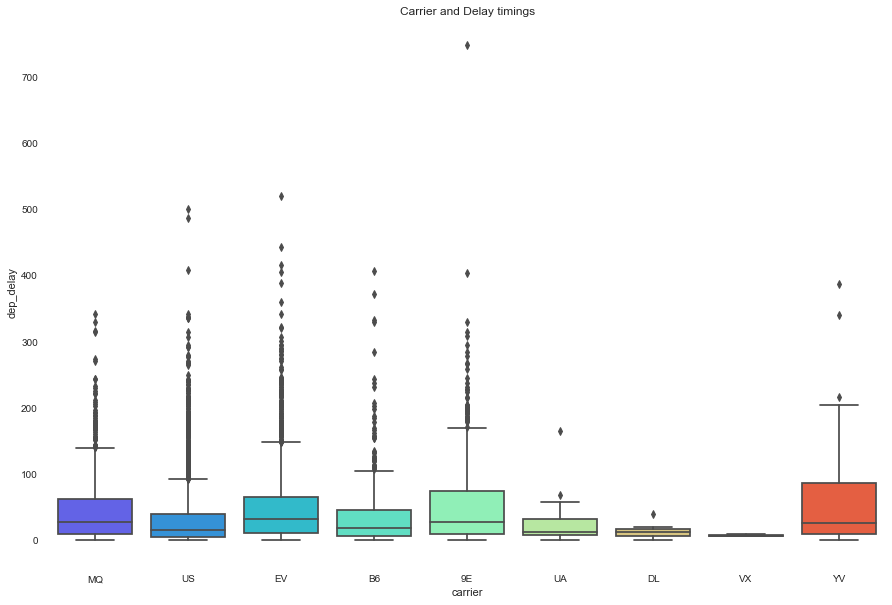 Carrier and Delay timings
700
600
500
400
300
200
100
0
dep_delay
MQ US EV B6 9E UA DL VX YV
carrier